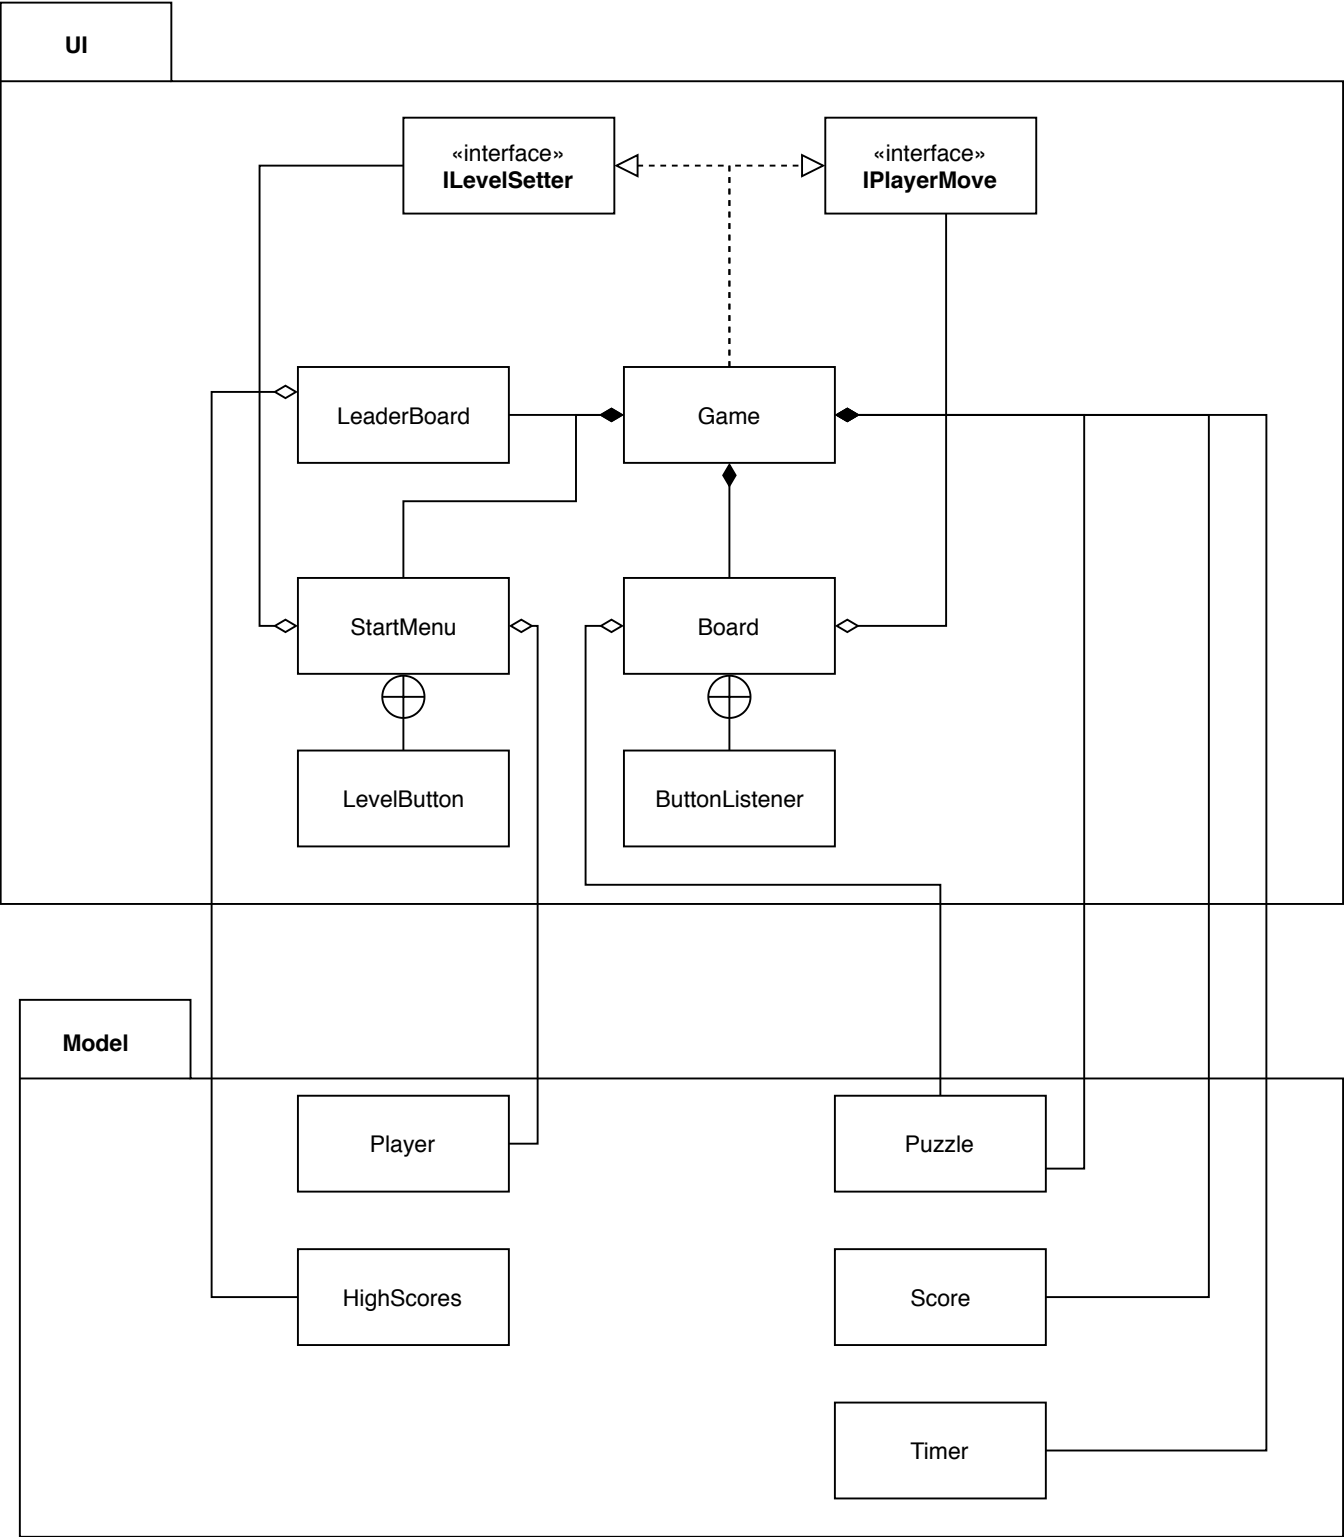 UI
«interface»
ILevelSetter
«interface»
IPlayerMove
LeaderBoard
Game
StartMenu
Board
LevelButton
ButtonListener
Model
Player
Puzzle
HighScores
Score
Timer